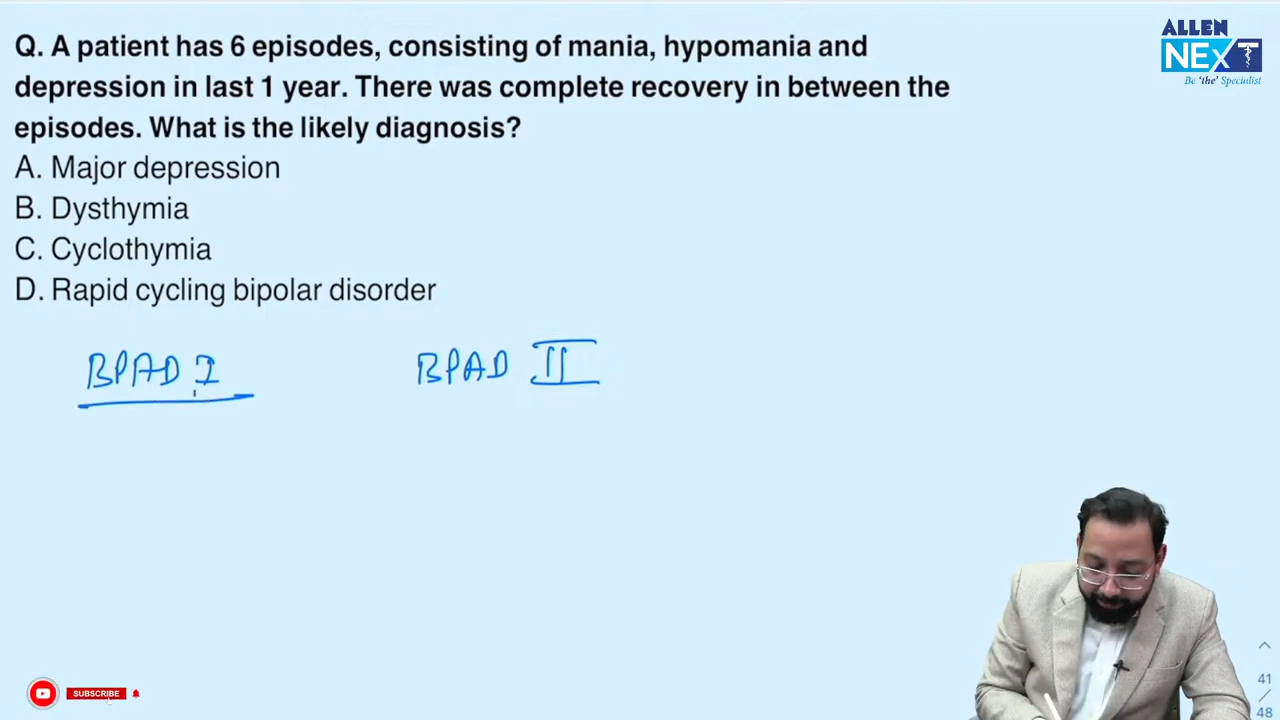 Q. A patient has 6 episodes, consisting of mania, hypomania and
depression in last 1 year. There was complete recovery in between the
episodes. What is the likely diagnosis?
A. Major depression
B. Dysthymia
C. Cyclothymia
D. Rapid cycling bipolar disorder
BPAD I
BPAD II
ALLEN
NEXT
Be 'the' Specialist
SUBSCRIBE
41
/
48